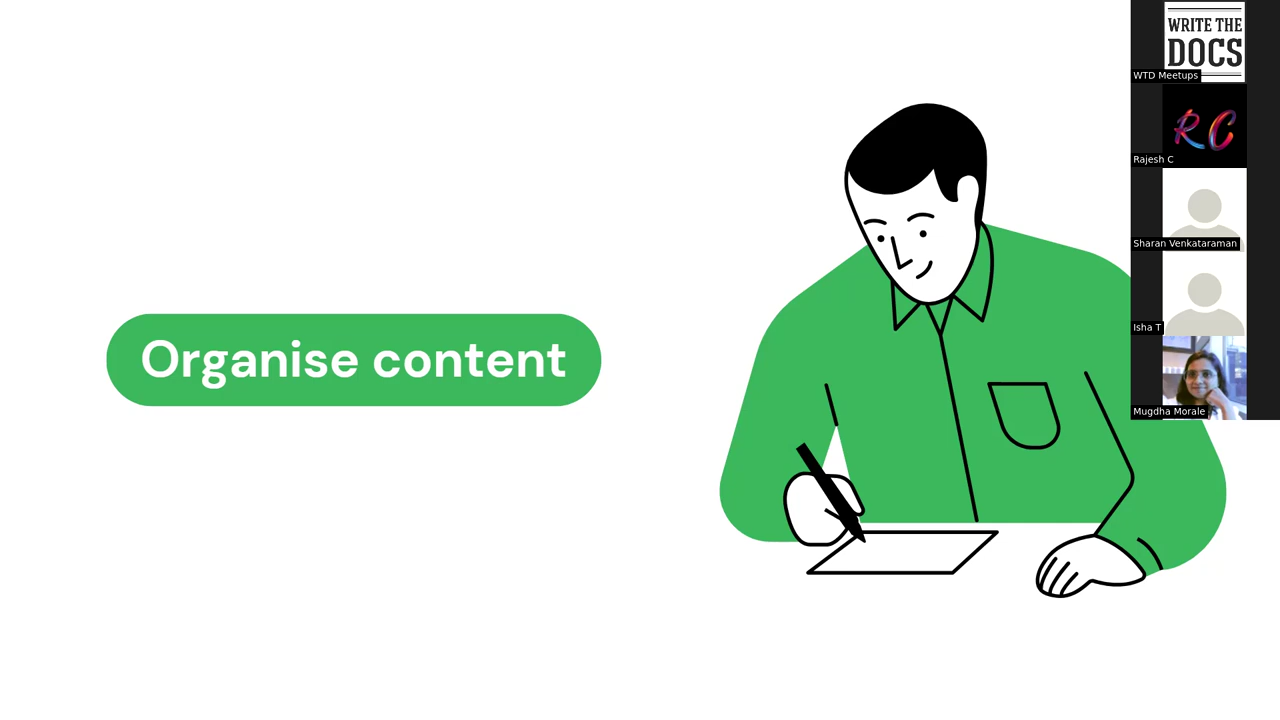 Organise content
WRITE THE
DOCS
WTD Meetups
RC
Rajesh C
Sharan Venkataraman
Isha T
Mugdha Morale